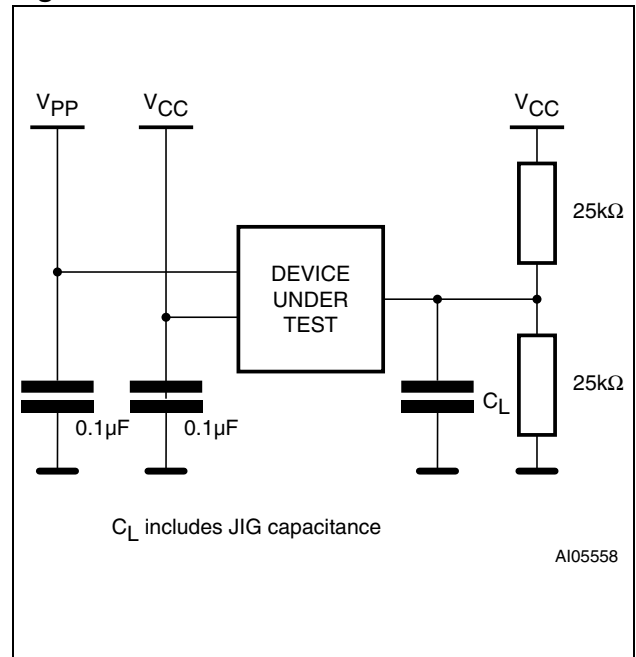 VPP
VCC
VCC
25kΩ
DEVICE
UNDER
TEST
25kΩ
CL
0.1µF
0.1µF
CL includes JIG capacitance
AI05558